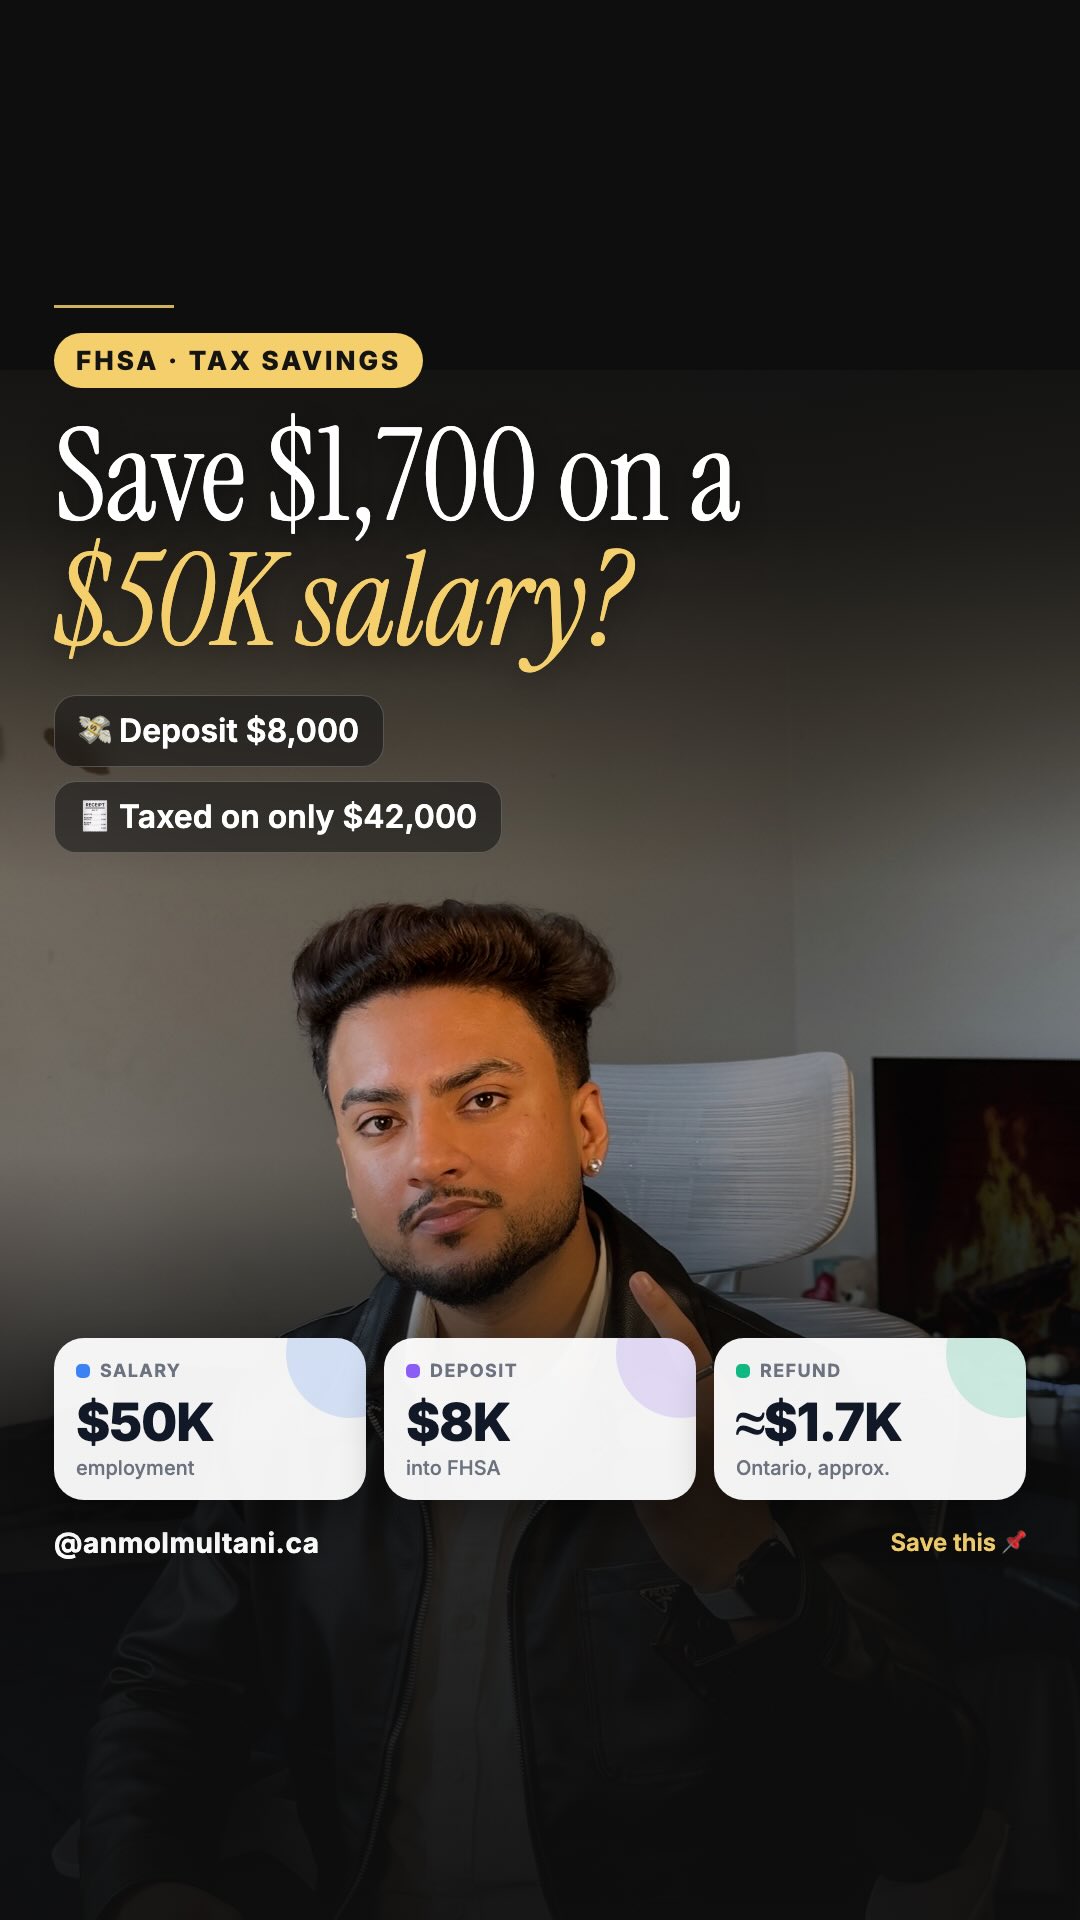 FHSA · TAX SAVINGS
Save $1,700 on a
$50K salary?
💸 Deposit $8,000
🧾 Taxed on only $42,000
SALARY
$50K
employment
DEPOSIT
$8K
into FHSA
REFUND
≈$1.7K
Ontario, approx.
@anmolmultani.ca
Save this 📌